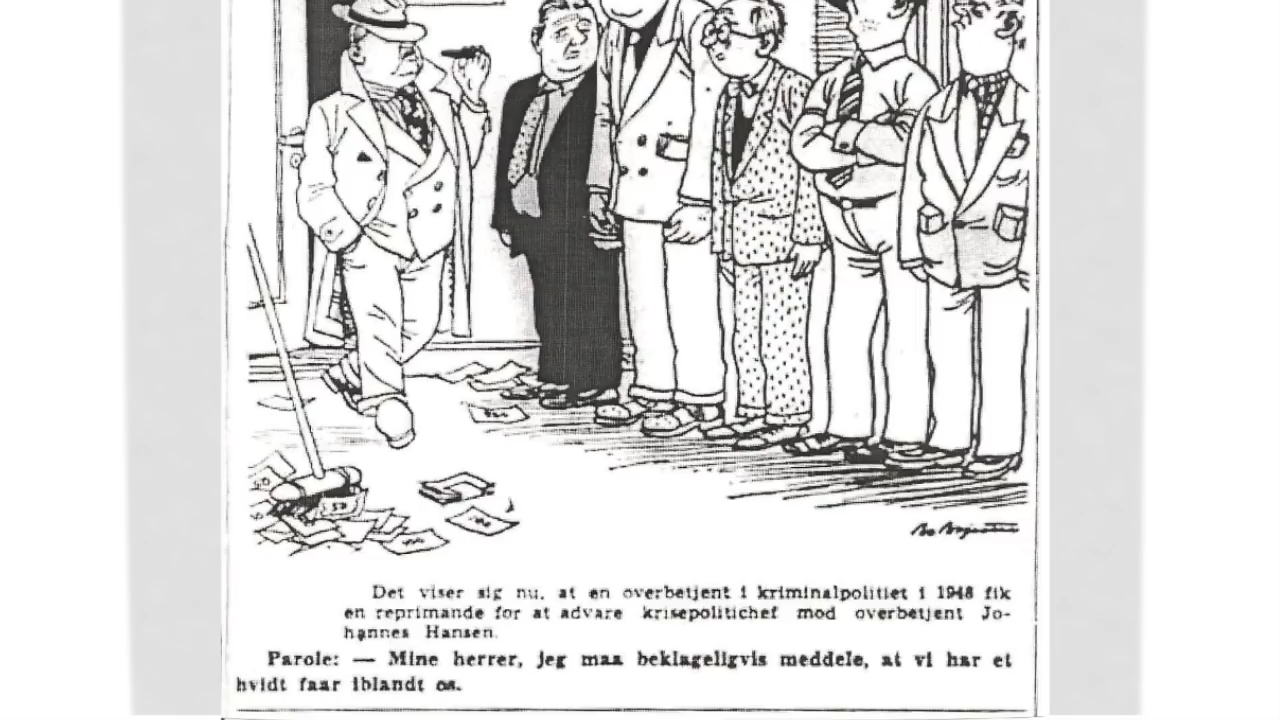 Det viser sig nu, at en overbetjent i kriminalpolitiet i 1948 fik
en reprimande for at advare krisepolitichef mod overbetjent Jo-
hannes Hansen.
Parole: — Mine herrer, jeg maa beklageligvis meddele, at vi har et
hvidt faar iblandt os.